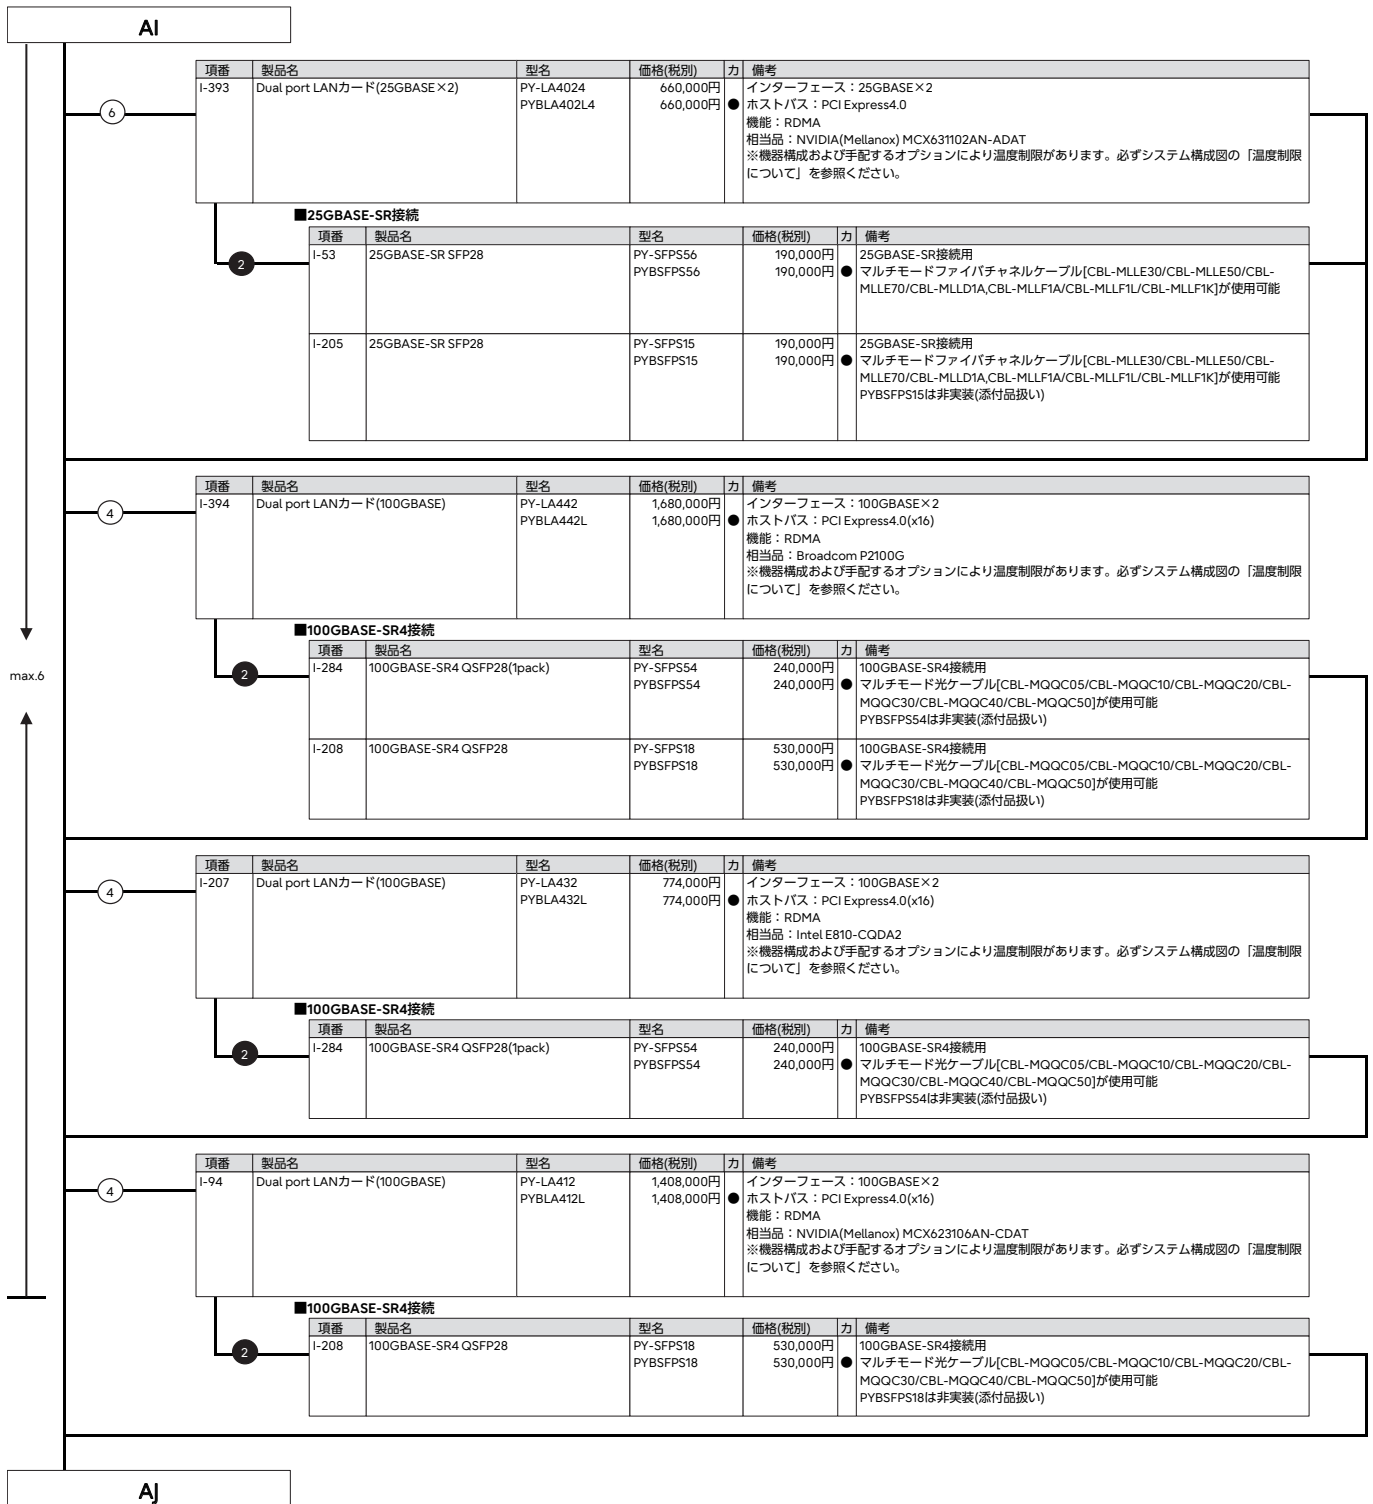 AI
項番 製品名 型名 価格(税別) カ 備考
I-393 Dual port LANカード(25GBASE×2) PY-LA4024 660,000円 インターフェース：25GBASE×2
PYBLA402L4 660,000円 ● ホストバス：PCI Express4.0
機能：RDMA
相当品：NVIDIA(Mellanox) MCX631102AN-ADAT
※機器構成および手配するオプションにより温度制限があります。必ずシステム構成図の「温度制限
について」を参照ください。
6
■25GBASE-SR接続
項番 製品名 型名 価格(税別) カ 備考
I-53 25GBASE-SR SFP28 PY-SFPS56 190,000円 25GBASE-SR接続用
2 PYBSFPS56 190,000円 ● マルチモードファイバチャネルケーブル[CBL-MLLE30/CBL-MLLE50/CBL-
MLLE70/CBL-MLLD1A,CBL-MLLF1A/CBL-MLLF1L/CBL-MLLF1K]が使用可能
I-205 25GBASE-SR SFP28 PY-SFPS15 190,000円 25GBASE-SR接続用
PYBSFPS15 190,000円 ● マルチモードファイバチャネルケーブル[CBL-MLLE30/CBL-MLLE50/CBL-
MLLE70/CBL-MLLD1A,CBL-MLLF1A/CBL-MLLF1L/CBL-MLLF1K]が使用可能
PYBSFPS15は非実装(添付品扱い)
項番 製品名 型名 価格(税別) カ 備考
I-394 Dual port LANカード(100GBASE) PY-LA442 1,680,000円 インターフェース：100GBASE×2
4 PYBLA442L 1,680,000円 ● ホストバス：PCI Express4.0(x16)
機能：RDMA
相当品：Broadcom P2100G
※機器構成および手配するオプションにより温度制限があります。必ずシステム構成図の「温度制限
について」を参照ください。
■100GBASE-SR4接続
項番 製品名 型名 価格(税別) カ 備考
I-284 100GBASE-SR4 QSFP28(1pack) PY-SFPS54 240,000円 100GBASE-SR4接続用
max.6 2 PYBSFPS54 240,000円 ● マルチモード光ケーブル[CBL-MQQC05/CBL-MQQC10/CBL-MQQC20/CBL-
MQQC30/CBL-MQQC40/CBL-MQQC50]が使用可能
PYBSFPS54は非実装(添付品扱い)
I-208 100GBASE-SR4 QSFP28 PY-SFPS18 530,000円 100GBASE-SR4接続用
PYBSFPS18 530,000円 ● マルチモード光ケーブル[CBL-MQQC05/CBL-MQQC10/CBL-MQQC20/CBL-
MQQC30/CBL-MQQC40/CBL-MQQC50]が使用可能
PYBSFPS18は非実装(添付品扱い)
項番 製品名 型名 価格(税別) カ 備考
I-207 Dual port LANカード(100GBASE) PY-LA432 774,000円 インターフェース：100GBASE×2
4 PYBLA432L 774,000円 ● ホストバス：PCI Express4.0(x16)
機能：RDMA
相当品：Intel E810-CQDA2
※機器構成および手配するオプションにより温度制限があります。必ずシステム構成図の「温度制限
について」を参照ください。
■100GBASE-SR4接続
項番 製品名 型名 価格(税別) カ 備考
I-284 100GBASE-SR4 QSFP28(1pack) PY-SFPS54 240,000円 100GBASE-SR4接続用
2 PYBSFPS54 240,000円 ● マルチモード光ケーブル[CBL-MQQC05/CBL-MQQC10/CBL-MQQC20/CBL-
MQQC30/CBL-MQQC40/CBL-MQQC50]が使用可能
PYBSFPS54は非実装(添付品扱い)
項番 製品名 型名 価格(税別) カ 備考
I-94 Dual port LANカード(100GBASE) PY-LA412 1,408,000円 インターフェース：100GBASE×2
4 PYBLA412L 1,408,000円 ● ホストバス：PCI Express4.0(x16)
機能：RDMA
相当品：NVIDIA(Mellanox) MCX623106AN-CDAT
※機器構成および手配するオプションにより温度制限があります。必ずシステム構成図の「温度制限
について」を参照ください。
■100GBASE-SR4接続
項番 製品名 型名 価格(税別) カ 備考
I-208 100GBASE-SR4 QSFP28 PY-SFPS18 530,000円 100GBASE-SR4接続用
2 PYBSFPS18 530,000円 ● マルチモード光ケーブル[CBL-MQQC05/CBL-MQQC10/CBL-MQQC20/CBL-
MQQC30/CBL-MQQC40/CBL-MQQC50]が使用可能
PYBSFPS18は非実装(添付品扱い)
AJ